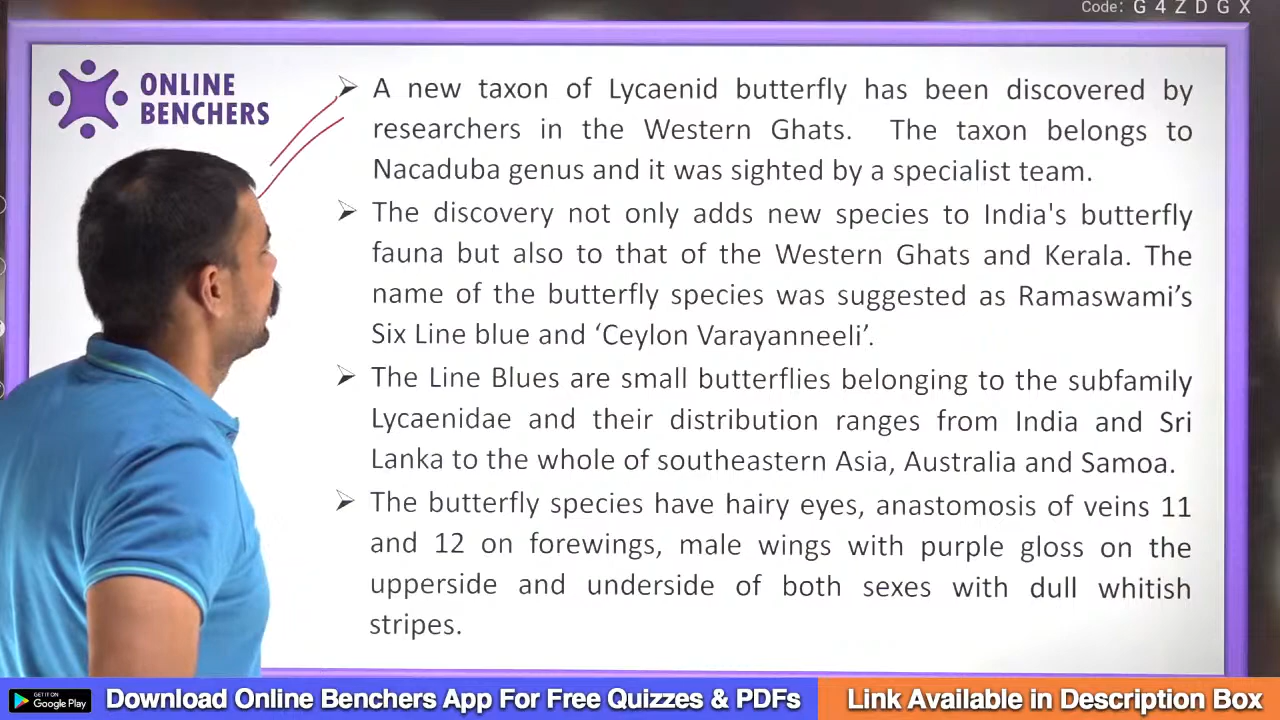 Code: G 4 Z D G X
ONLINE
BENCHERS
A new taxon of Lycaenid butterfly has been discovered by
researchers in the Western Ghats. The taxon belongs to
Nacaduba genus and it was sighted by a specialist team.
The discovery not only adds new species to India's butterfly
fauna but also to that of the Western Ghats and Kerala. The
name of the butterfly species was suggested as Ramaswami’s
Six Line blue and ‘Ceylon Varayanneeli’.
The Line Blues are small butterflies belonging to the subfamily
Lycaenidae and their distribution ranges from India and Sri
Lanka to the whole of southeastern Asia, Australia and Samoa.
The butterfly species have hairy eyes, anastomosis of veins 11
and 12 on forewings, male wings with purple gloss on the
upperside and underside of both sexes with dull whitish
stripes.
GET IT ON
Google Play
Download Online Benchers App For Free Quizzes & PDFs
Link Available in Description Box